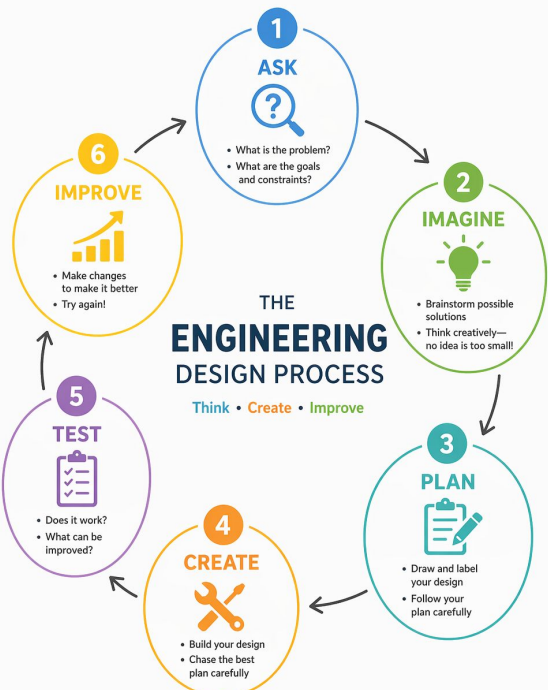 1
ASK
?
• What is the problem?
• What are the goals
and constraints?
2
IMAGINE
• Brainstorm possible
solutions
• Think creatively—
no idea is too small!
3
PLAN
• Draw and label
your design
• Follow your
plan carefully
4
CREATE
• Build your design
• Chase the best
plan carefully
5
TEST
• Does it work?
• What can be
improved?
6
IMPROVE
• Make changes
to make it better
• Try again!
THE
ENGINEERING
DESIGN PROCESS
Think • Create • Improve